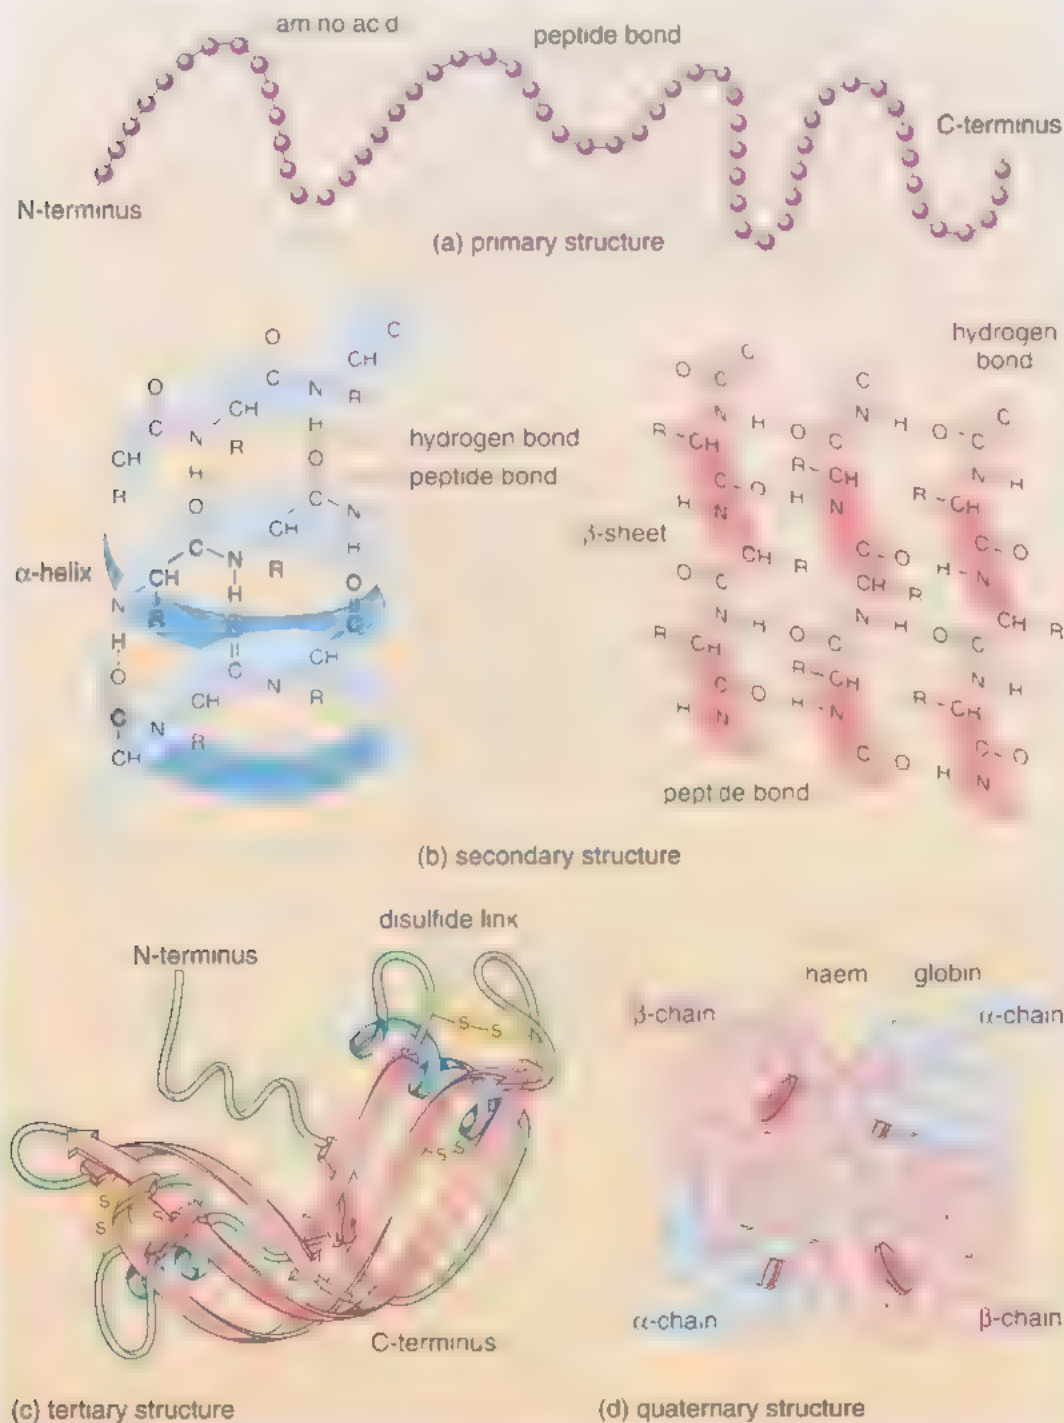 amino acid
peptide bond
C-terminus
N-terminus
(a) primary structure
hydrogen bond
peptide bond
α-helix
hydrogen
bond
β-sheet
peptide bond
(b) secondary structure
disulfide link
N-terminus
S–S
S–S
S
S
C-terminus
(c) tertiary structure
haem
globin
β-chain
α-chain
α-chain
β-chain
(d) quaternary structure